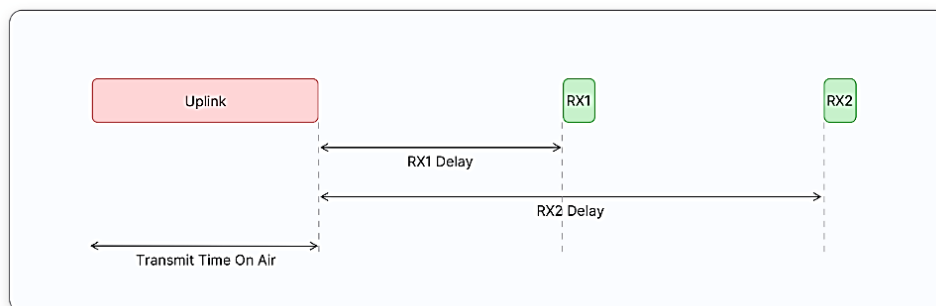 Uplink
RX1
RX2
RX1 Delay
RX2 Delay
Transmit Time On Air